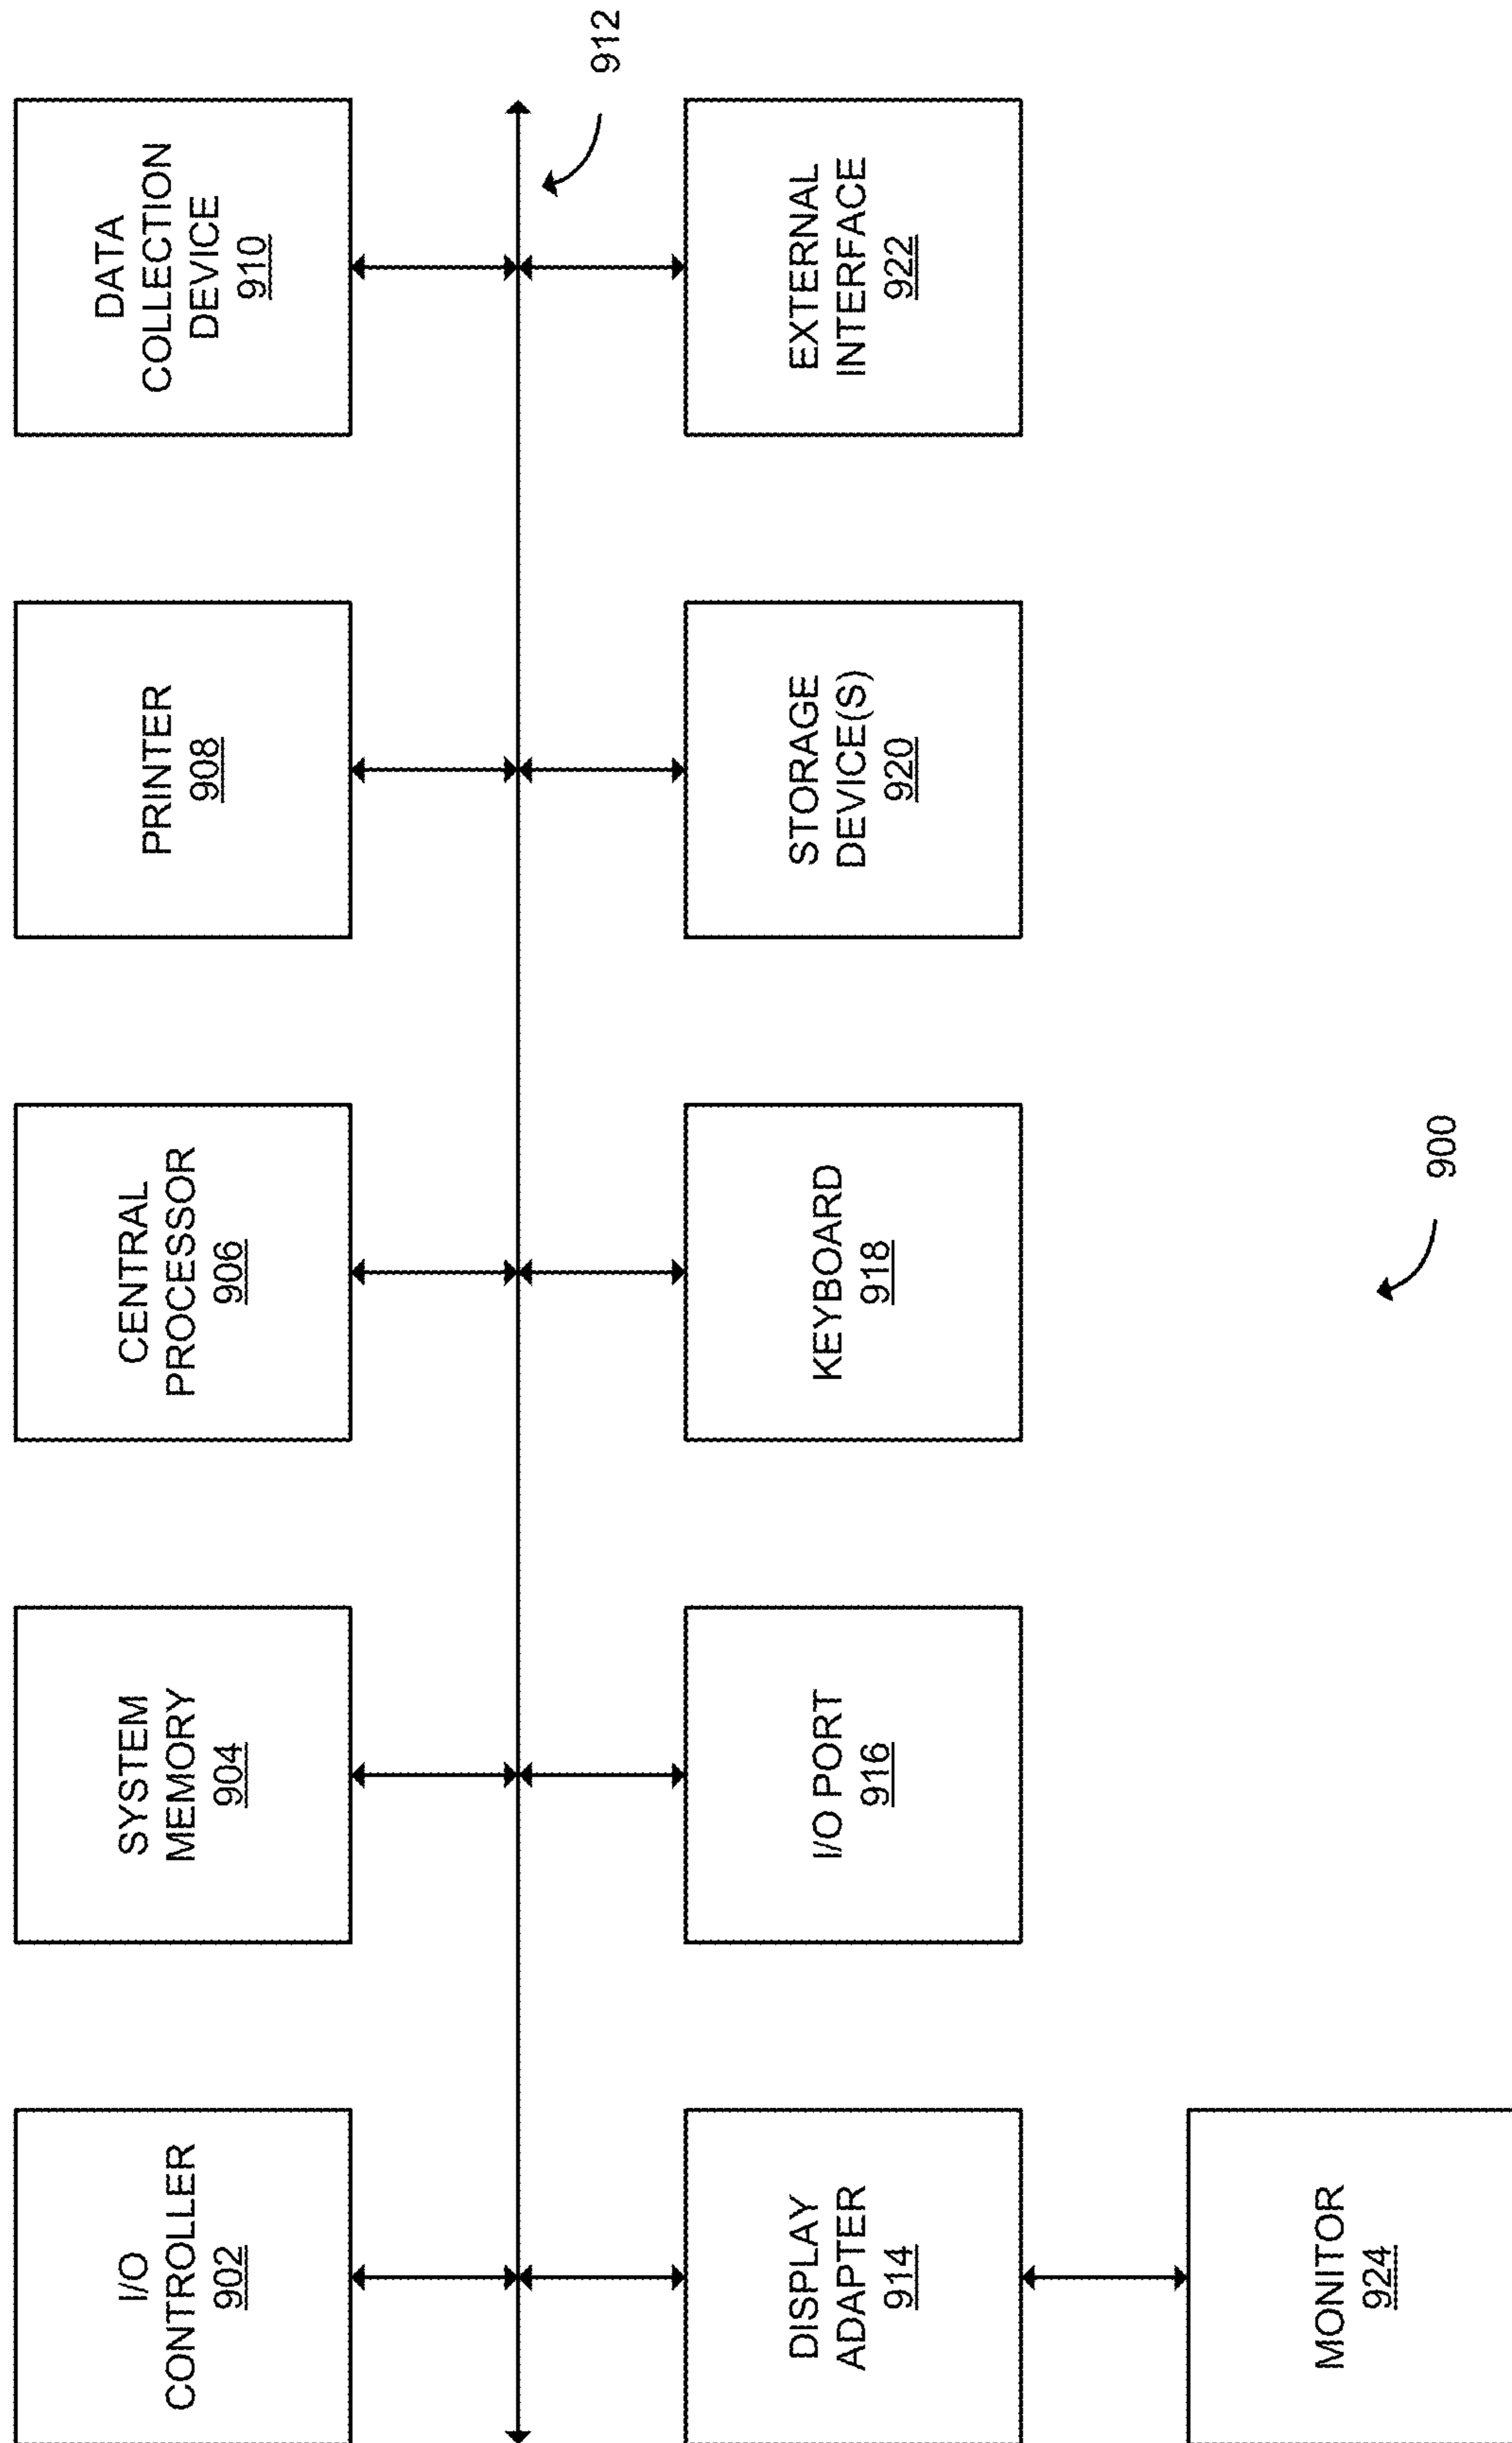 I/O
CONTROLLER
902
SYSTEM
MEMORY
904
CENTRAL
PROCESSOR
906
PRINTER
908
DATA
COLLECTION
DEVICE
910
912
DISPLAY
ADAPTER
914
I/O PORT
916
KEYBOARD
918
STORAGE
DEVICE(S)
920
EXTERNAL
INTERFACE
922
MONITOR
924
900